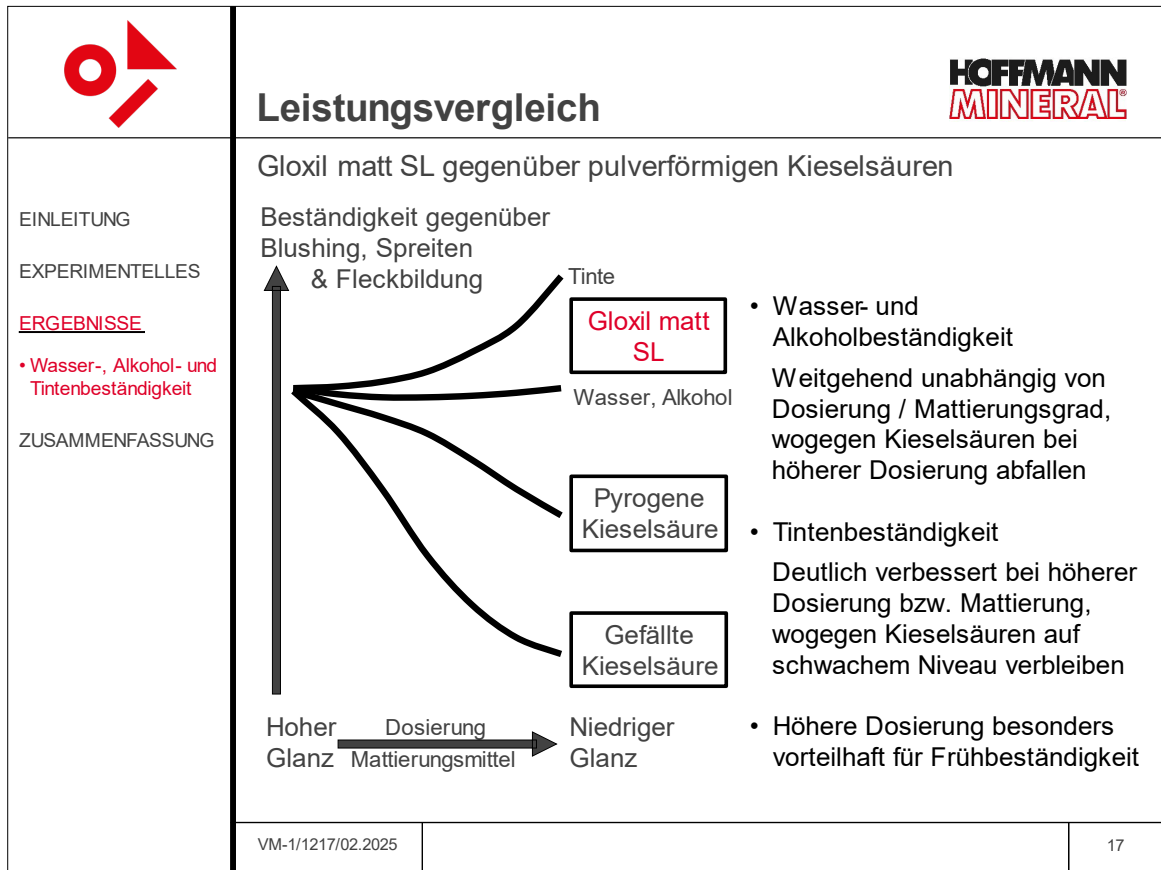 HOFFMANN
MINERAL®
Leistungsvergleich
Gloxil matt SL gegenüber pulverförmigen Kieselsäuren
EINLEITUNG
EXPERIMENTELLES
ERGEBNISSE
• Wasser-, Alkohol- und
Tintenbeständigkeit
ZUSAMMENFASSUNG
Beständigkeit gegenüber
Blushing, Spreiten
& Fleckbildung
Tinte
Gloxil matt
SL
Wasser, Alkohol
Pyrogene
Kieselsäure
Gefällte
Kieselsäure
Hoher
Glanz
Dosierung
Mattierungsmittel
Niedriger
Glanz
• Wasser- und
Alkoholbeständigkeit
Weitgehend unabhängig von
Dosierung / Mattierungsgrad,
wogegen Kieselsäuren bei
höherer Dosierung abfallen
• Tintenbeständigkeit
Deutlich verbessert bei höherer
Dosierung bzw. Mattierung,
wogegen Kieselsäuren auf
schwachem Niveau verbleiben
• Höhere Dosierung besonders
vorteilhaft für Frühbeständigkeit
VM-1/1217/02.2025
17